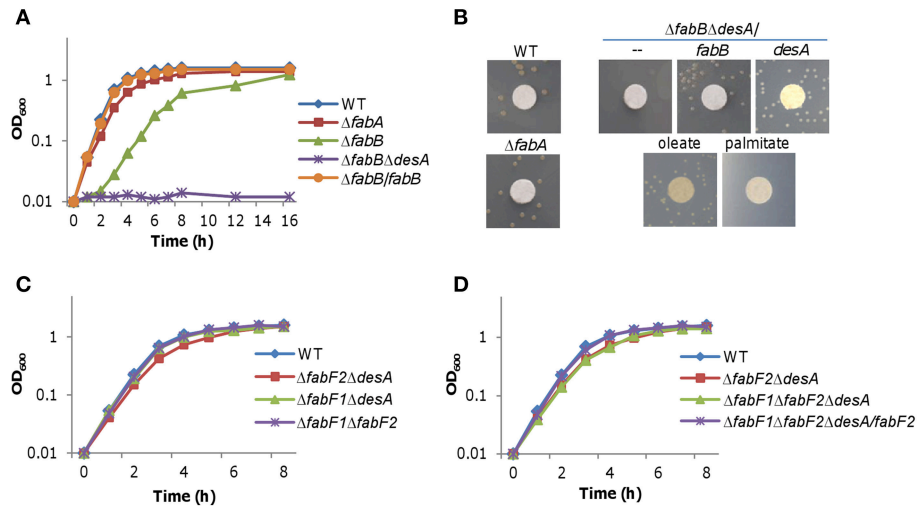 A
OD600
1
0.1
0.01
0 2 4 6 8 10 12 14 16
Time (h)
WT
ΔfabA
ΔfabB
ΔfabBΔdesA
ΔfabB/fabB
B
ΔfabBΔdesA/
WT -- fabB desA
ΔfabA
oleate palmitate
C
OD600
1
0.1
0.01
0 2 4 6 8
Time (h)
WT
ΔfabF2ΔdesA
ΔfabF1ΔdesA
ΔfabF1ΔfabF2
D
OD600
1
0.1
0.01
0 2 4 6 8
Time (h)
WT
ΔfabF2ΔdesA
ΔfabF1ΔfabF2ΔdesA
ΔfabF1ΔfabF2ΔdesA/fabF2